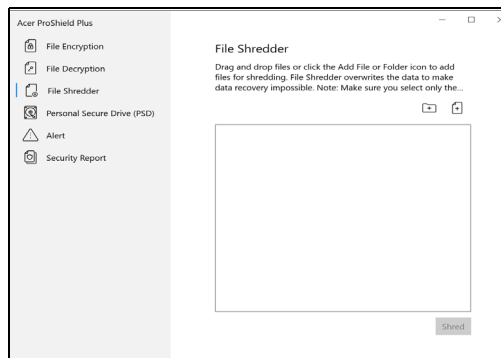 Acer ProShield Plus
File Encryption
File Decryption
File Shredder
Personal Secure Drive (PSD)
Alert
Security Report
File Shredder
Drag and drop files or click the Add File or Folder icon to add
files for shredding. File Shredder overwrites the data to make
data recovery impossible. Note: Make sure you select only the...
Shred